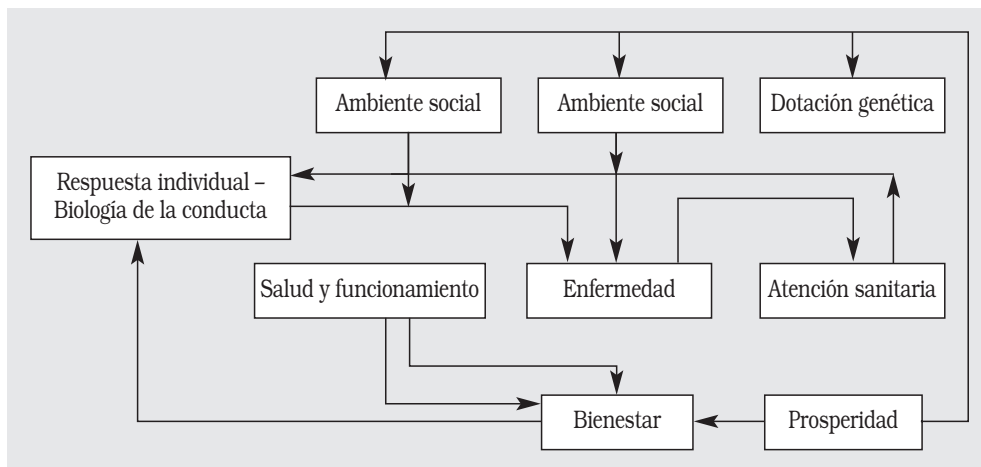 Ambiente social
Ambiente social
Dotación genética
Respuesta individual –
Biología de la conducta
Salud y funcionamiento
Enfermedad
Atención sanitaria
Bienestar
Prosperidad